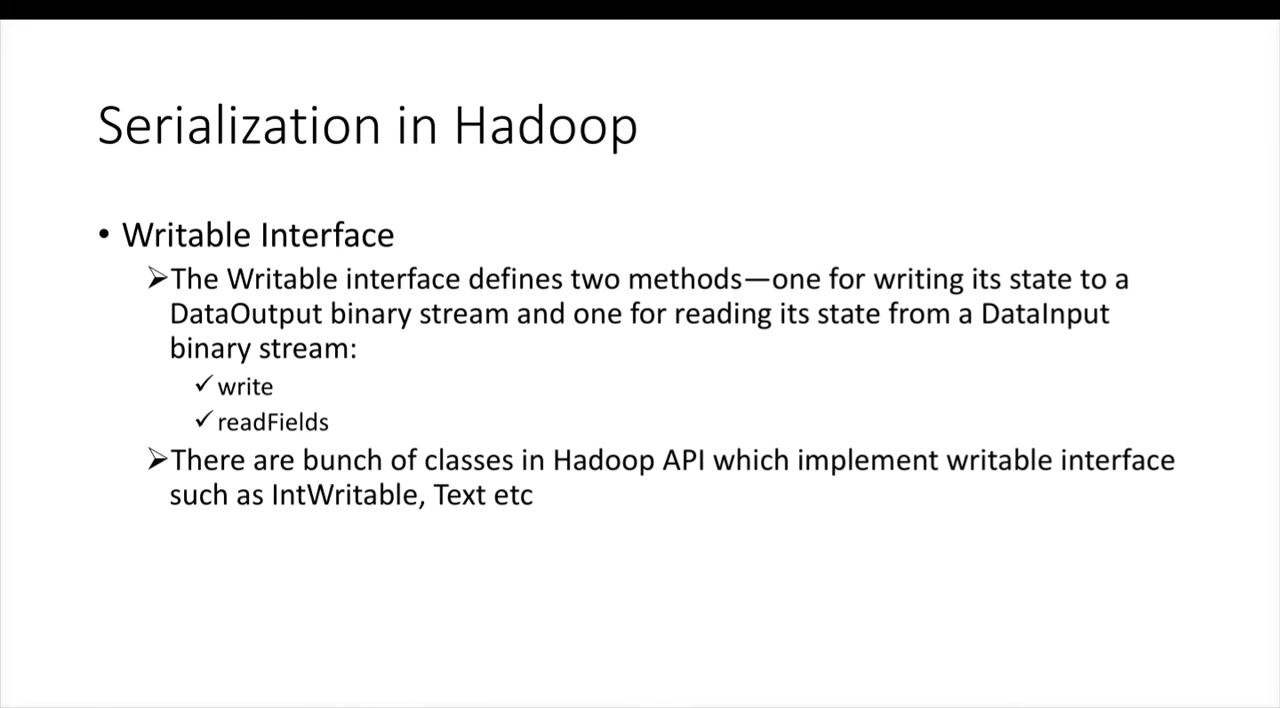 Serialization in Hadoop
• Writable Interface
➢The Writable interface defines two methods—one for writing its state to a
DataOutput binary stream and one for reading its state from a DataInput
binary stream:
✓write
✓readFields
➢There are bunch of classes in Hadoop API which implement writable interface
such as IntWritable, Text etc